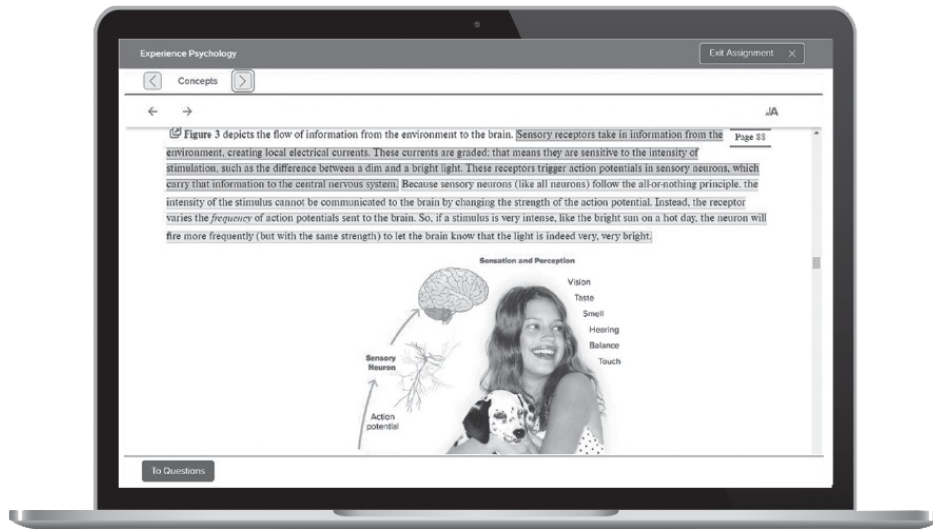 Experience Psychology
Exit Assignment ×
Concepts
Figure 3 depicts the flow of information from the environment to the brain. Sensory receptors take in information from the
Page 88
environment, creating local electrical currents. These currents are graded; that means they are sensitive to the intensity of
stimulation, such as the difference between a dim and a bright light. These receptors trigger action potentials in sensory neurons, which
carry that information to the central nervous system. Because sensory neurons (like all neurons) follow the all-or-nothing principle, the
intensity of the stimulus cannot be communicated to the brain by changing the strength of the action potential. Instead, the receptor
varies the frequency of action potentials sent to the brain. So, if a stimulus is very intense, like the bright sun on a hot day, the neuron will
fire more frequently (but with the same strength) to let the brain know that the light is indeed very, very bright.
Sensation and Perception
Vision
Taste
Smell
Hearing
Balance
Touch
Sensory
Neuron
Action
potential
To Questions